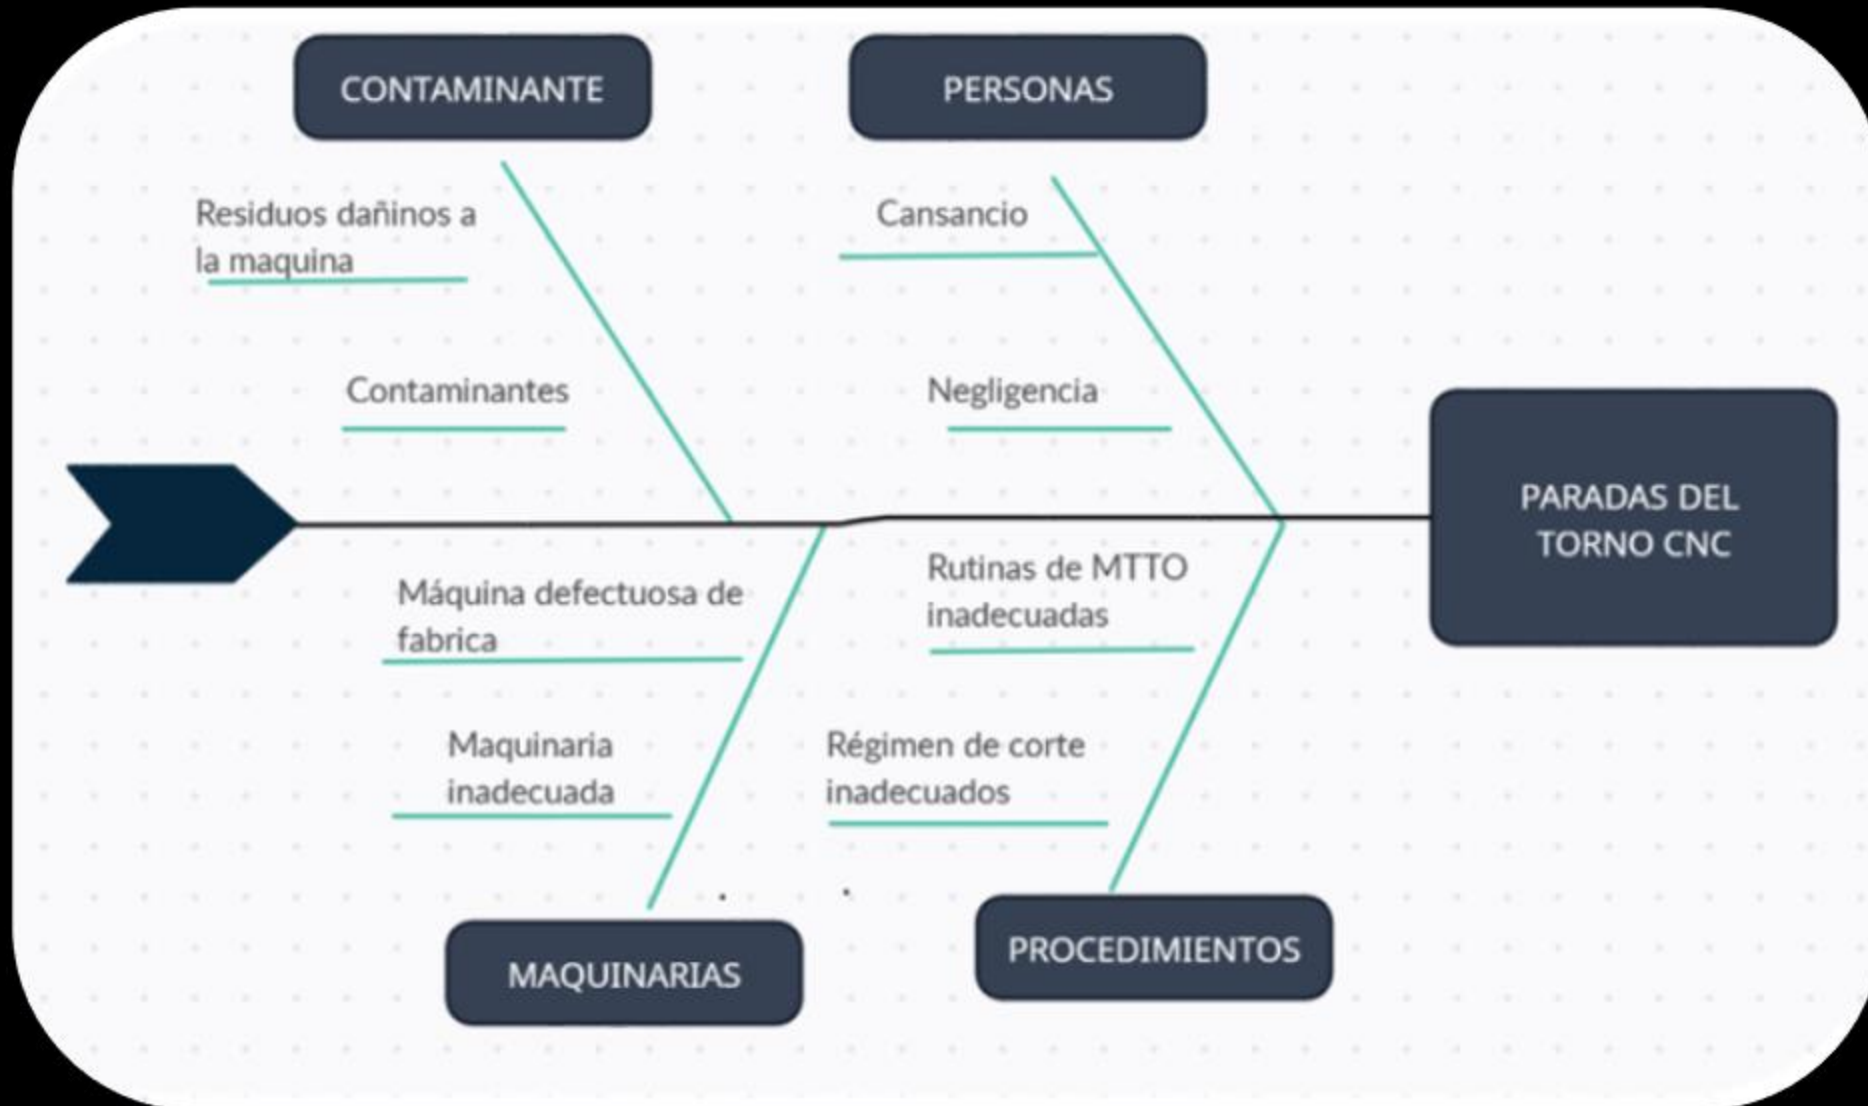 CONTAMINANTE
PERSONAS
Residuos dañinos a
la maquina
Cansancio
Contaminantes
Negligencia
PARADAS DEL
TORNO CNC
Máquina defectuosa de
fabrica
Rutinas de MTTO
inadecuadas
Maquinaria
inadecuada
Régimen de corte
inadecuados
MAQUINARIAS
PROCEDIMIENTOS